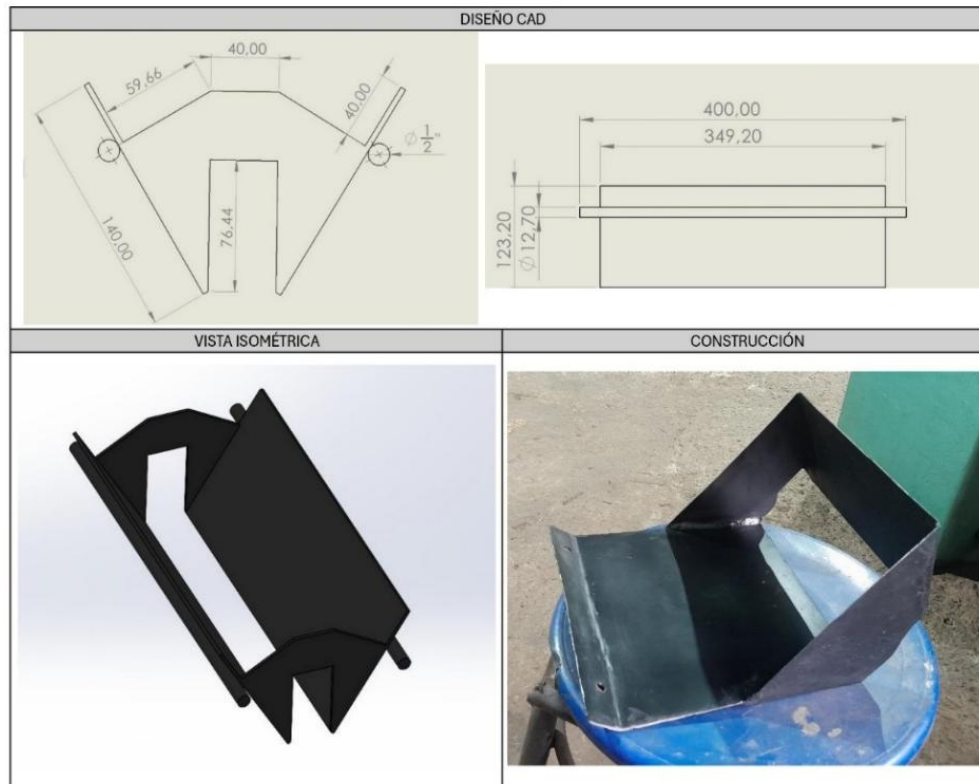 DISEÑO CAD
40,00
59,66
40,00
Ø 1/2"
140,00
76,44
400,00
349,20
123,20
Ø 12,70
VISTA ISOMÉTRICA
CONSTRUCCIÓN